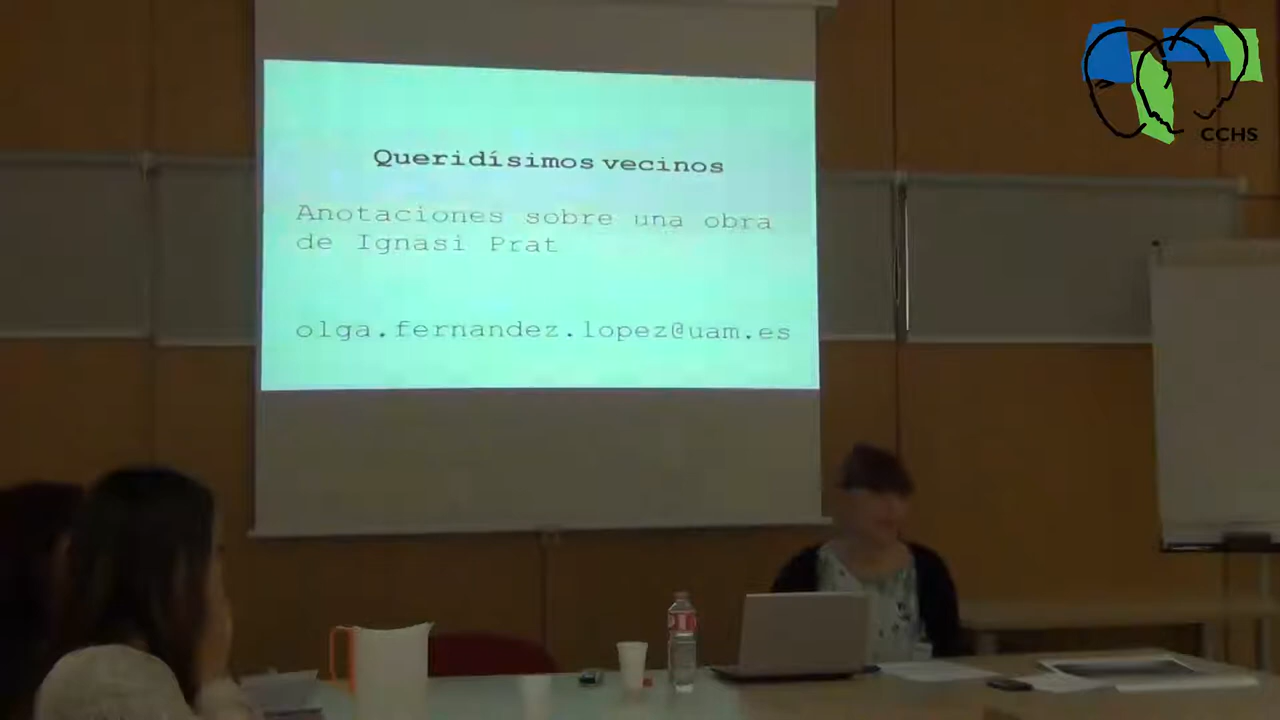 Queridísimos vecinos
Anotaciones sobre una obra
de Ignasi Prat
olga.fernandez.lopez@uam.es
CCHS